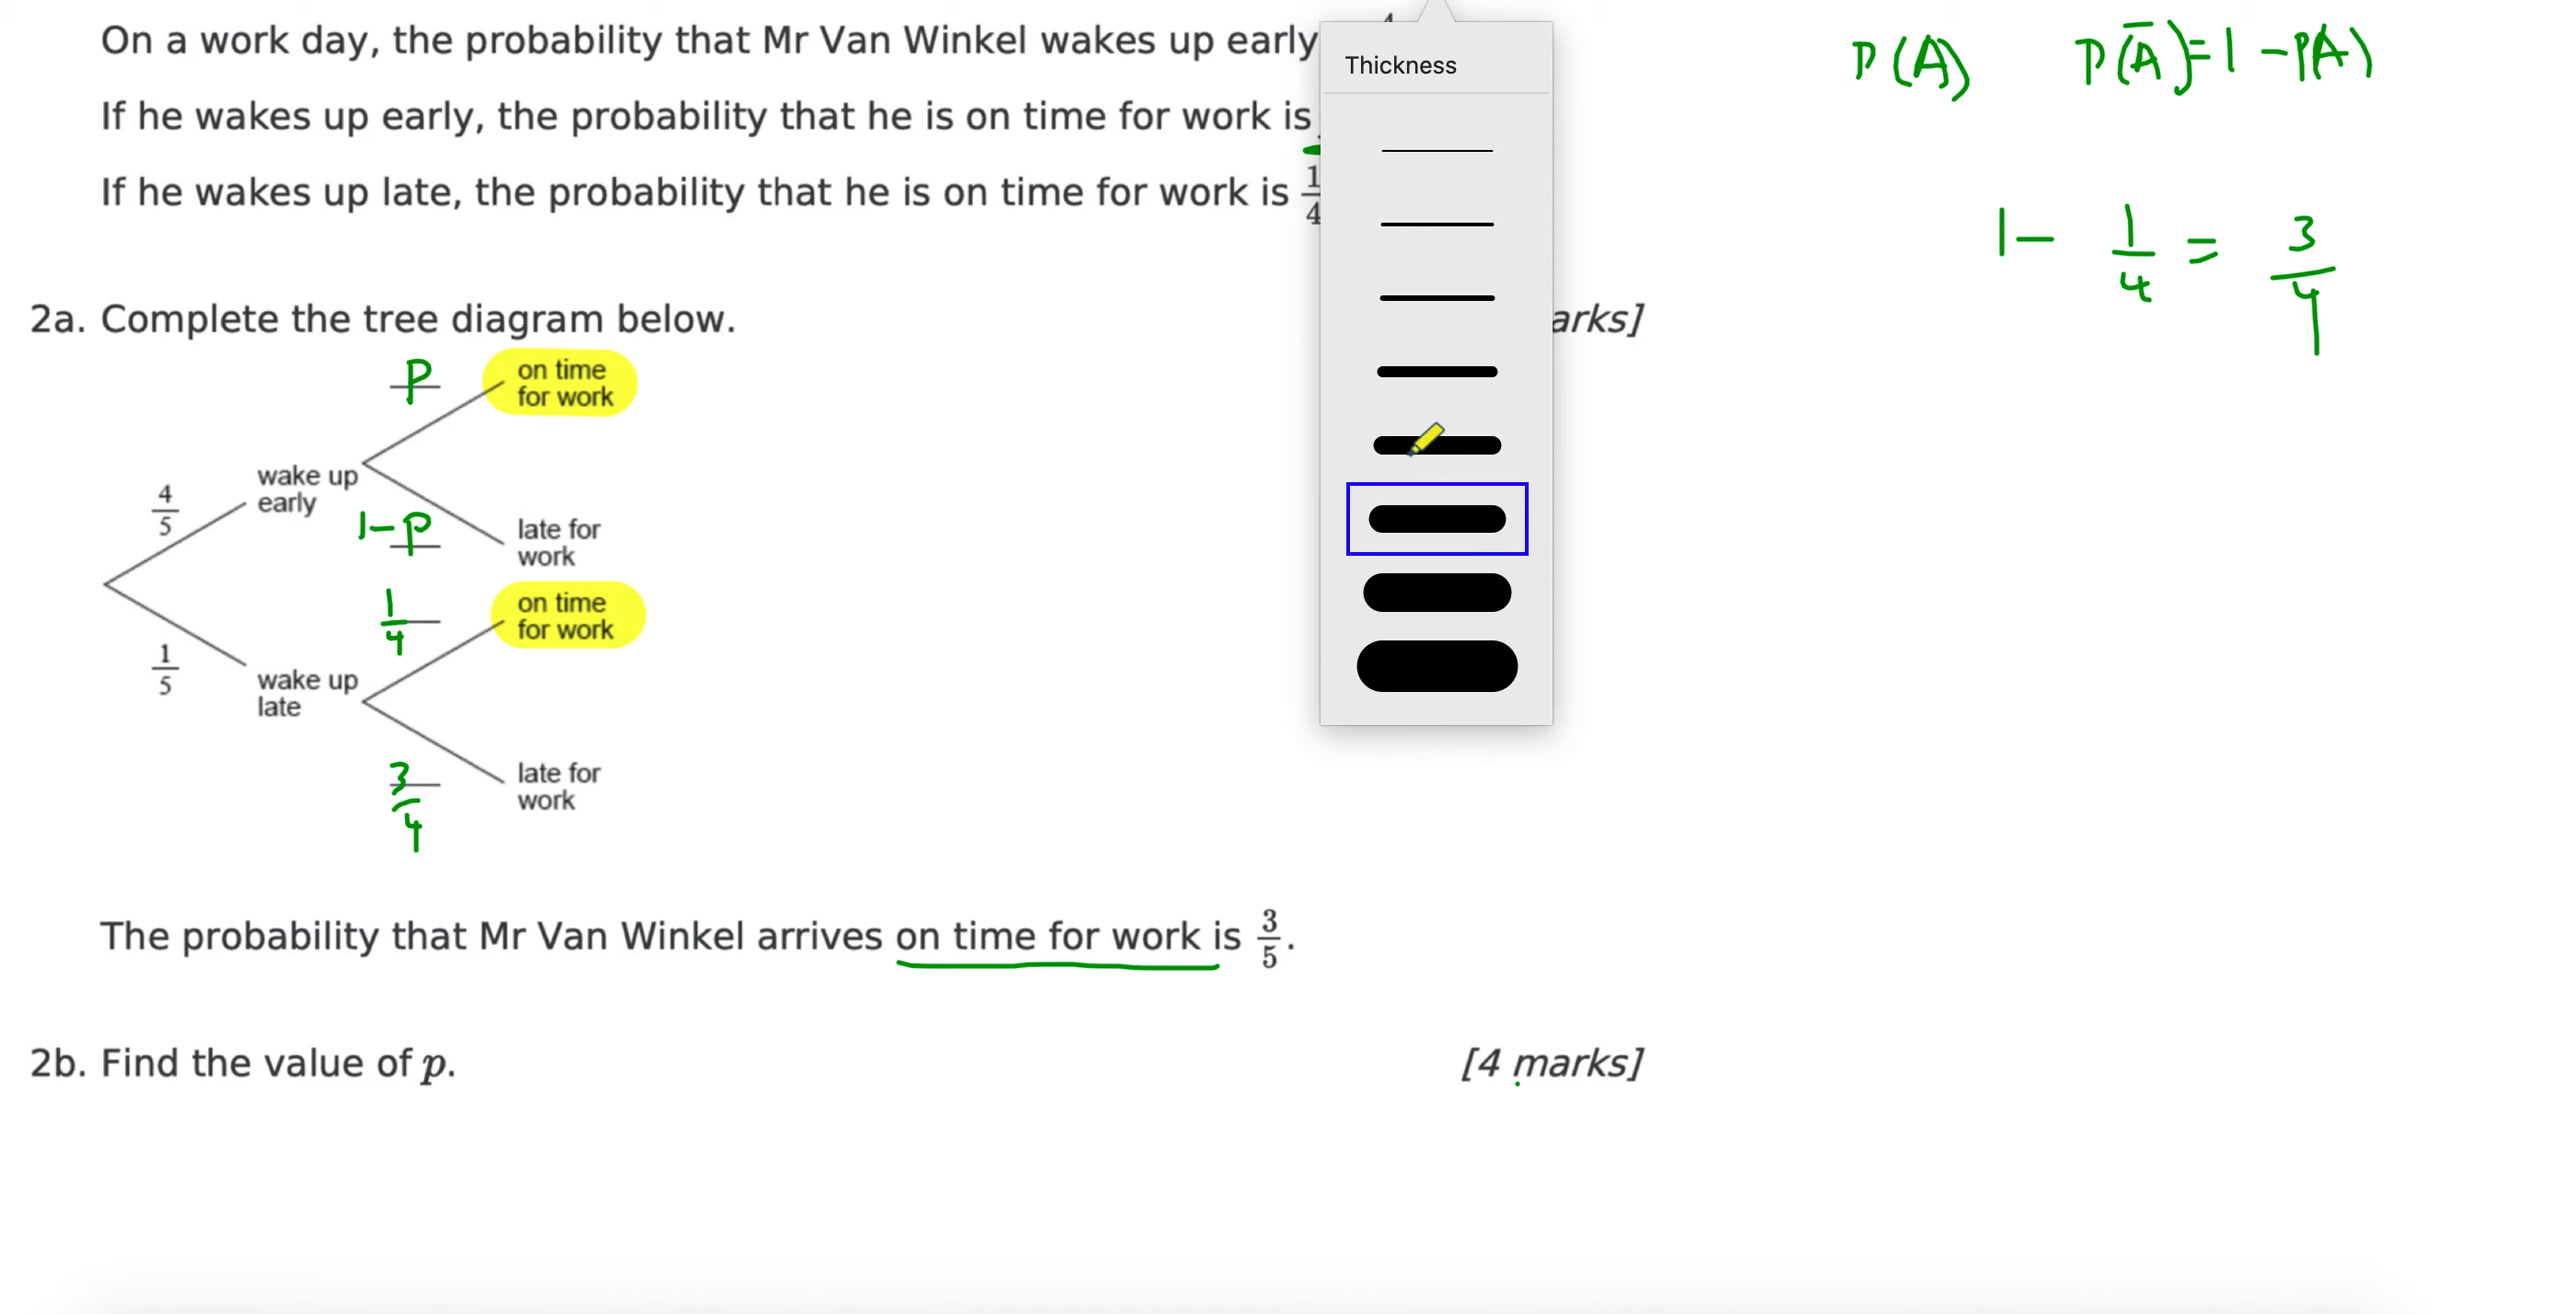 On a work day, the probability that Mr Van Winkel wakes up early
If he wakes up early, the probability that he is on time for work is
If he wakes up late, the probability that he is on time for work is 1/4
Thickness
P(A) P(A̅)=1-P(A)
1 - 1/4 = 3/4
2a. Complete the tree diagram below. arks]
P
on time
for work
4/5
wake up
early
1-P
late for
work
1/4
on time
for work
1/5
wake up
late
3/4
late for
work
The probability that Mr Van Winkel arrives on time for work is 3/5.
2b. Find the value of p. [4 marks]